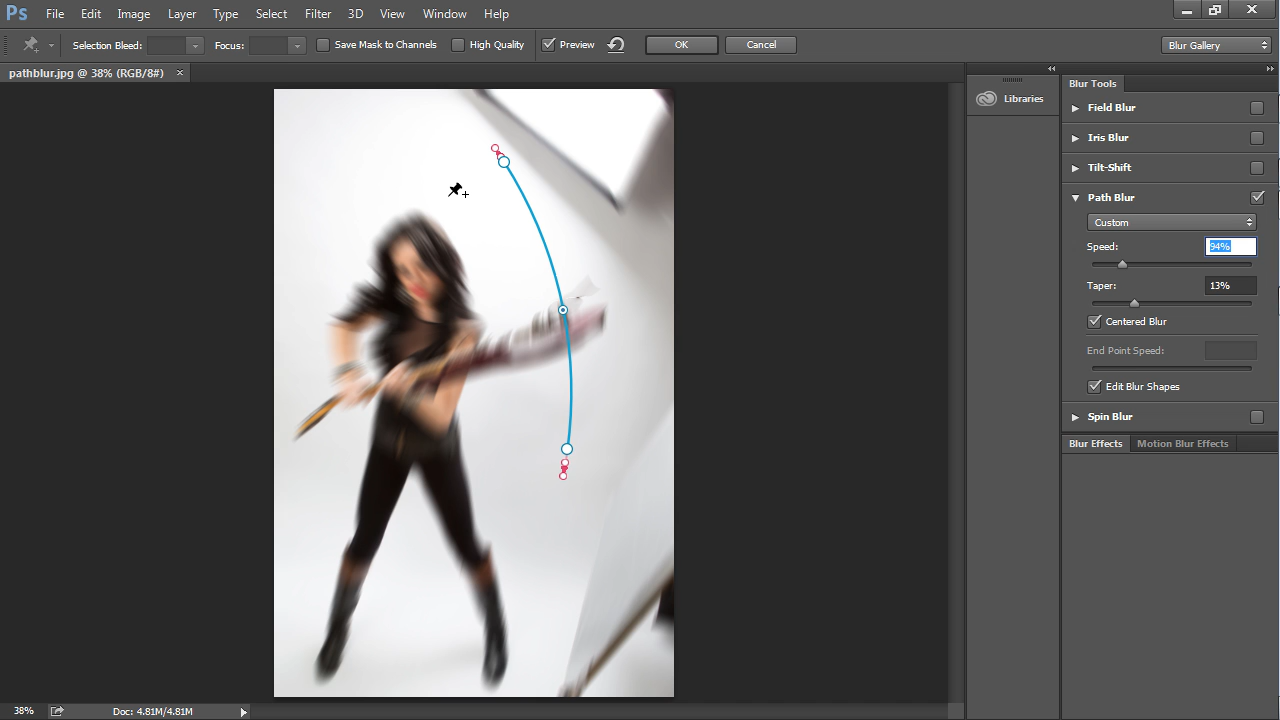 Ps File Edit Image Layer Type Select Filter 3D View Window Help
Selection Bleed: Focus: Save Mask to Channels High Quality Preview OK Cancel Blur Gallery
pathblur.jpg @ 38% (RGB/8#) ×
Libraries
Blur Tools
Field Blur
Iris Blur
Tilt-Shift
Path Blur
Custom
Speed: 94%
Taper: 13%
Centered Blur
End Point Speed:
Edit Blur Shapes
Spin Blur
Blur Effects Motion Blur Effects
38% Doc: 4.81M/4.81M